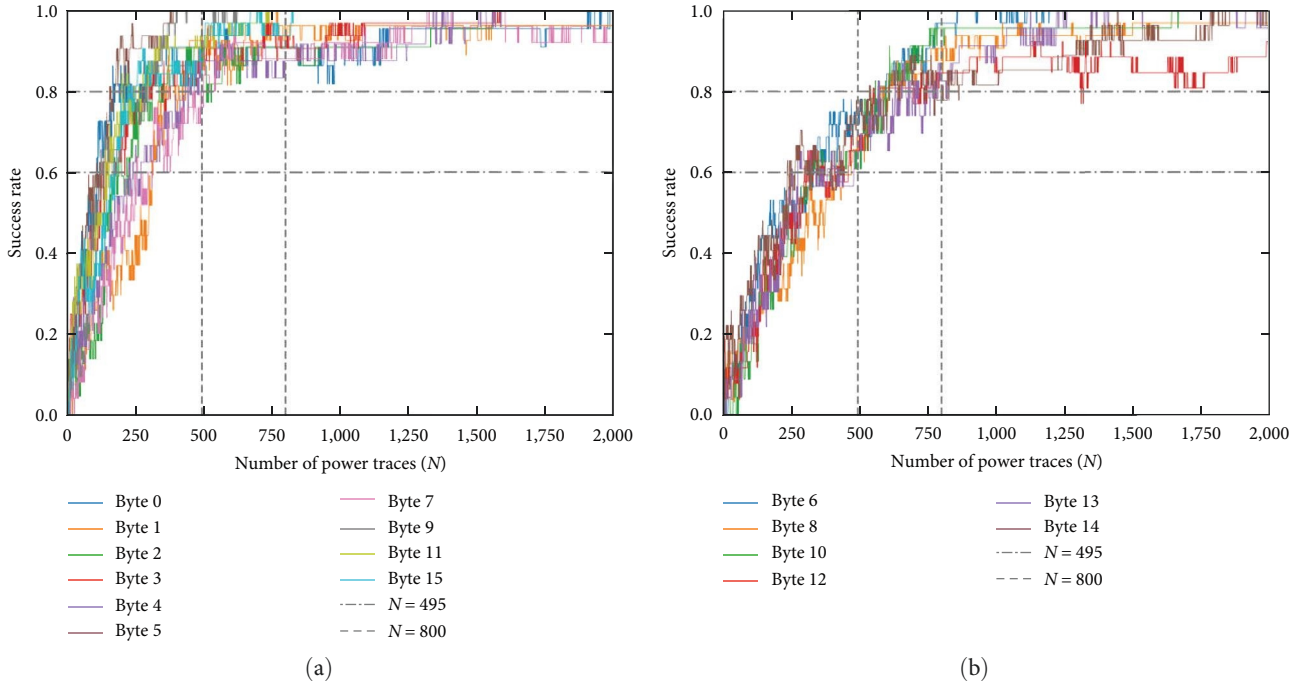 1.0
0.8
0.6
0.4
0.2
0.0
Success rate
0 250 500 750 1,000 1,250 1,500 1,750 2,000
Number of power traces (N)
Byte 0
Byte 1
Byte 2
Byte 3
Byte 4
Byte 5
Byte 7
Byte 9
Byte 11
Byte 15
N = 495
N = 800
(a)
1.0
0.8
0.6
0.4
0.2
0.0
Success rate
0 250 500 750 1,000 1,250 1,500 1,750 2,000
Number of power traces (N)
Byte 6
Byte 8
Byte 10
Byte 12
Byte 13
Byte 14
N = 495
N = 800
(b)